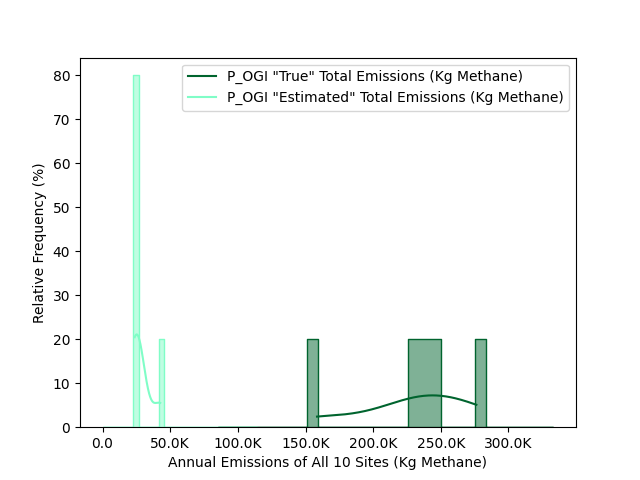 P_OGI "True" Total Emissions (Kg Methane)
P_OGI "Estimated" Total Emissions (Kg Methane)
Relative Frequency (%)
80
70
60
50
40
30
20
10
0
0.0 50.0K 100.0K 150.0K 200.0K 250.0K 300.0K
Annual Emissions of All 10 Sites (Kg Methane)